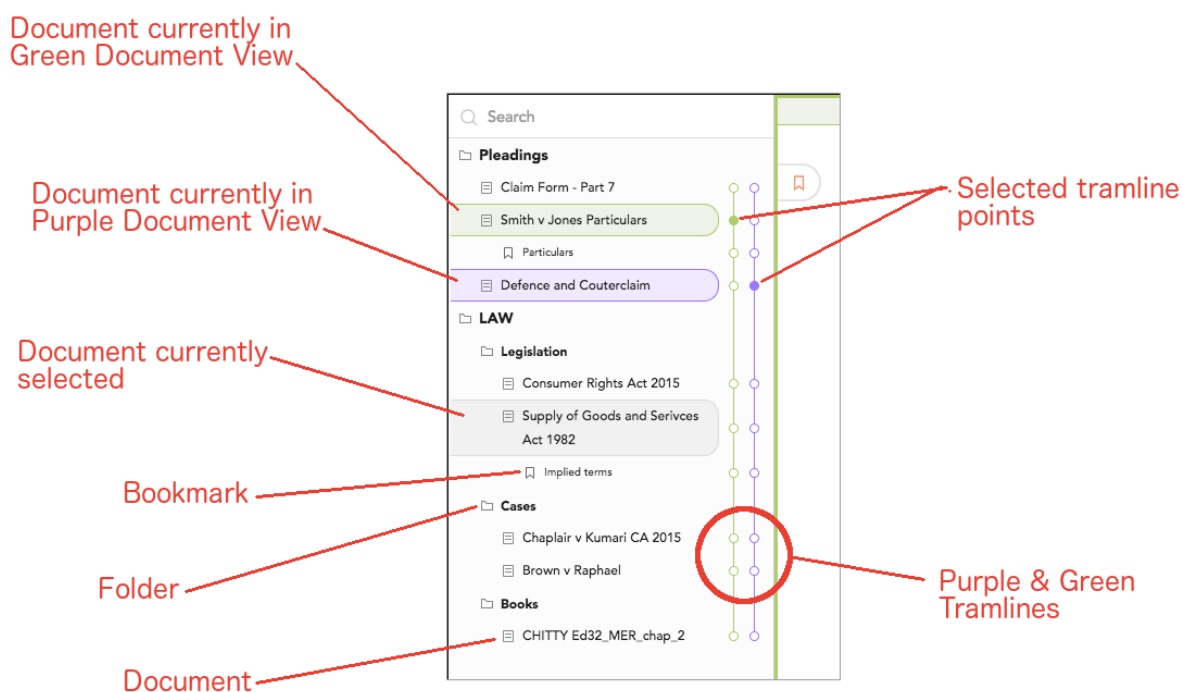 Document currently in
Green Document View
Search
Pleadings
Claim Form - Part 7
Document currently in
Purple Document View
Smith v Jones Particulars
Selected tramline
points
Particulars
Defence and Couterclaim
LAW
Document currently
selected
Legislation
Consumer Rights Act 2015
Supply of Goods and Serivces
Act 1982
Implied terms
Bookmark
Cases
Chaplair v Kumari CA 2015
Brown v Raphael
Folder
Purple & Green
Tramlines
Books
CHITTY Ed32_MER_chap_2
Document